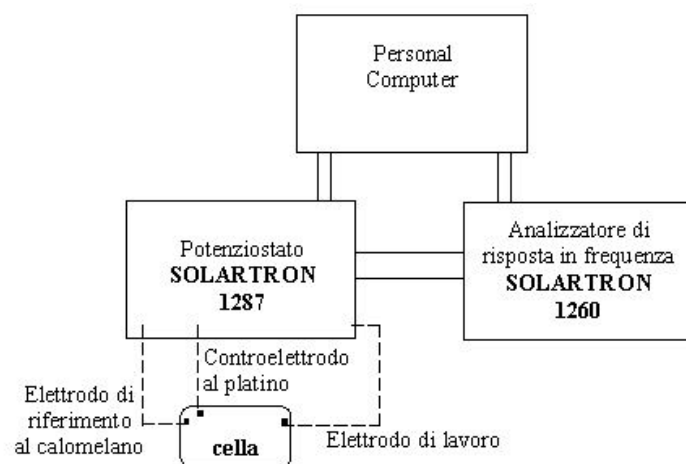 Personal
Computer
Potenziostato
SOLARTRON
1287
Analizzatore di
risposta in frequenza
SOLARTRON
1260
Controelettrodo
al platino
Elettrodo di
riferimento
al calomelano
cella
Elettrodo di lavoro